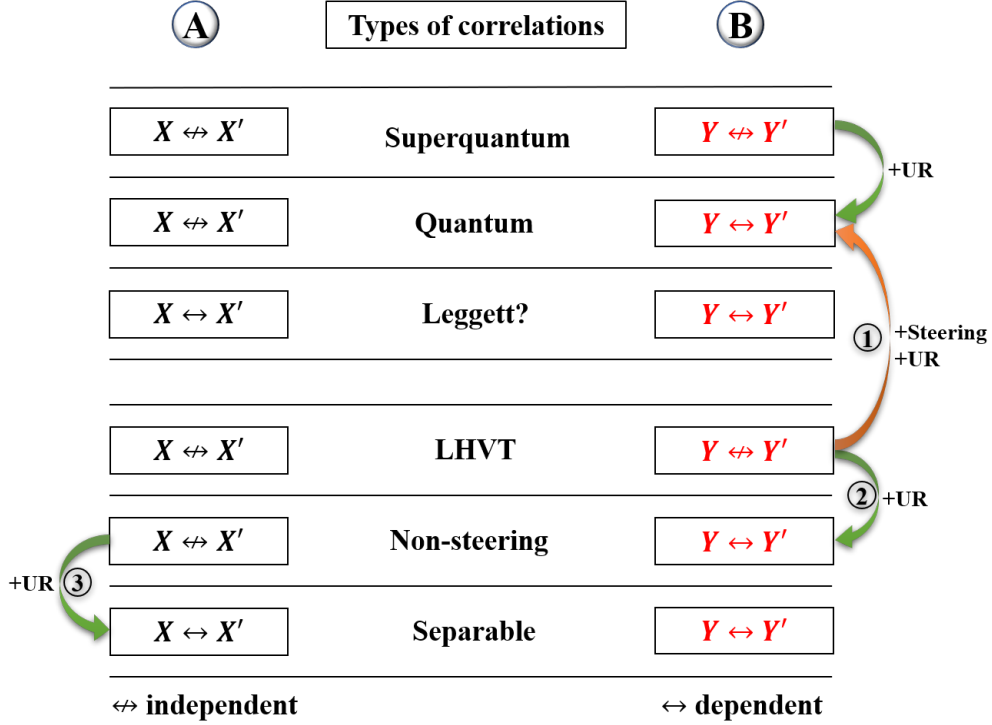 A Types of correlations B
X ↮ X′ Superquantum Y ↮ Y′
+UR
X ↮ X′ Quantum Y ↔ Y′
X ↔ X′ Leggett? Y ↔ Y′
① +Steering
+UR
X ↮ X′ LHVT Y ↮ Y′
② +UR
X ↮ X′ Non-steering Y ↔ Y′
+UR ③
X ↔ X′ Separable Y ↔ Y′
↮ independent ↔ dependent